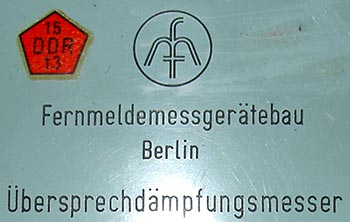 15
DDR
13
Fernmeldemessgerätebau
Berlin
Übersprechdämpfungsmesser